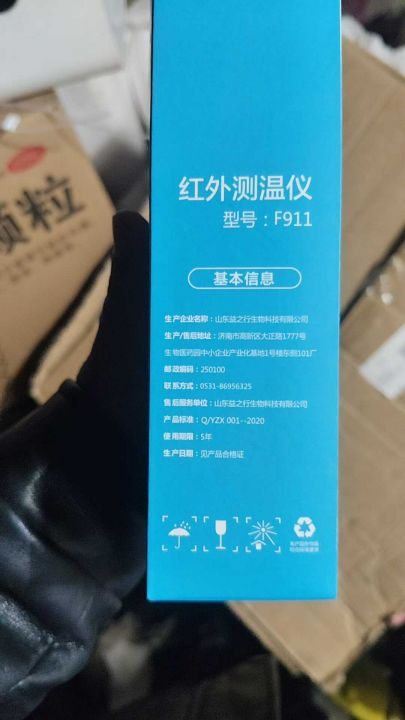 颗粒
红外测温仪
型号：F911
基本信息
生产企业名称：山东益之行生物科技有限公司
生产/售后地址：济南市高新区大正路1777号
生物医药园中小企业产业化基地1号楼东侧101厂
邮政编码：250100
联系方式：0531-86956325
售后服务单位：山东益之行生物科技有限公司
产品标准：Q/YZX 001--2020
使用期限：5年
生产日期：见产品合格证